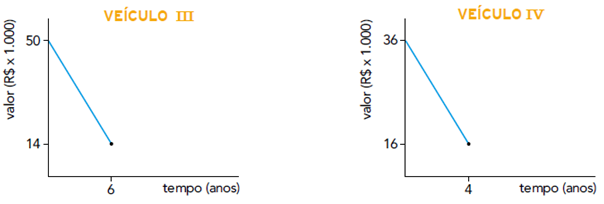 VEÍCULO III
valor (R$ x 1.000)
50
14
6
tempo (anos)
VEÍCULO IV
valor (R$ x 1.000)
36
16
4
tempo (anos)